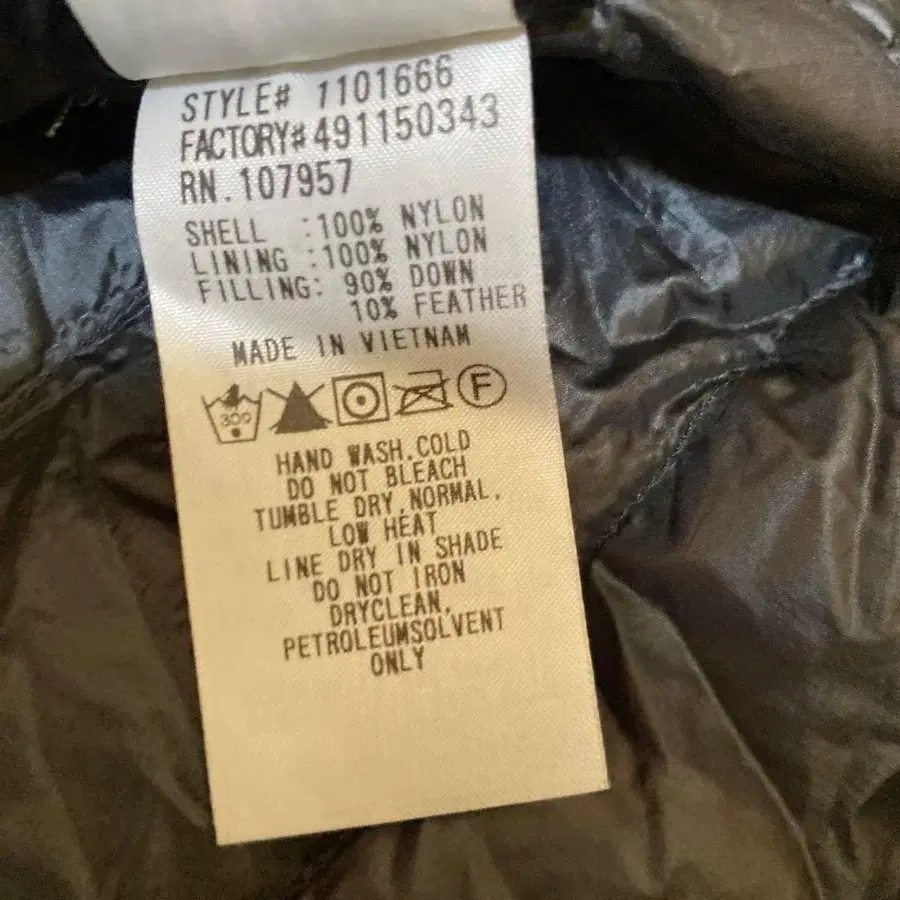 STYLE# 1101666
FACTORY#491150343
RN.107957
SHELL :100% NYLON
LINING :100% NYLON
FILLING: 90% DOWN
10% FEATHER
MADE IN VIETNAM
300 F
HAND WASH.COLD
DO NOT BLEACH
TUMBLE DRY,NORMAL,
LOW HEAT
LINE DRY IN SHADE
DO NOT IRON
DRYCLEAN,
PETROLEUMSOLVENT
ONLY